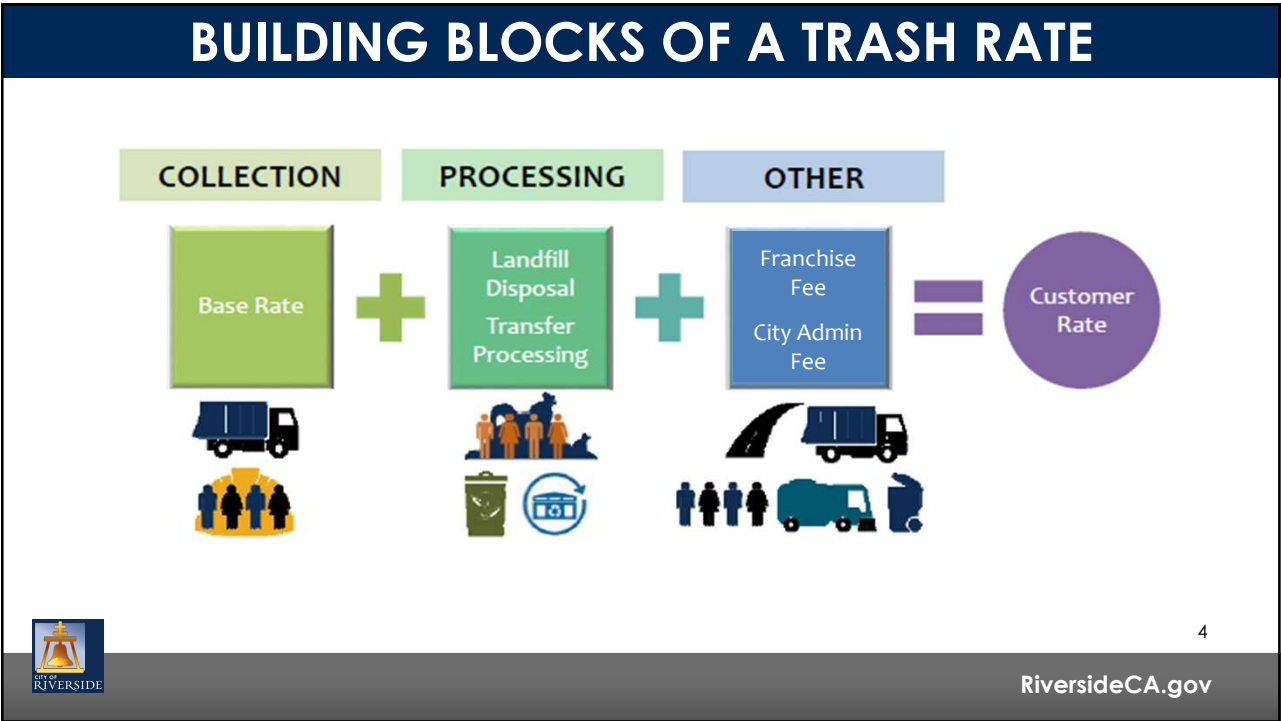 BUILDING BLOCKS OF A TRASH RATE
COLLECTION
PROCESSING
OTHER
Base Rate
Landfill
Disposal
Transfer
Processing
Franchise
Fee
City Admin
Fee
Customer
Rate
4
CITY OF
RIVERSIDE
RiversideCA.gov